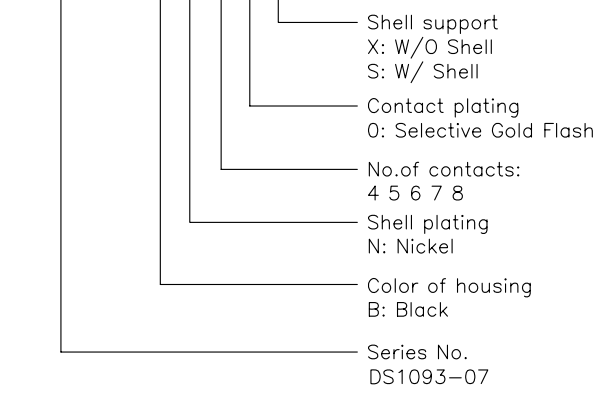 Shell support
X: W/O Shell
S: W/ Shell
Contact plating
0: Selective Gold Flash
No.of contacts:
4 5 6 7 8
Shell plating
N: Nickel
Color of housing
B: Black
Series No.
DS1093-07